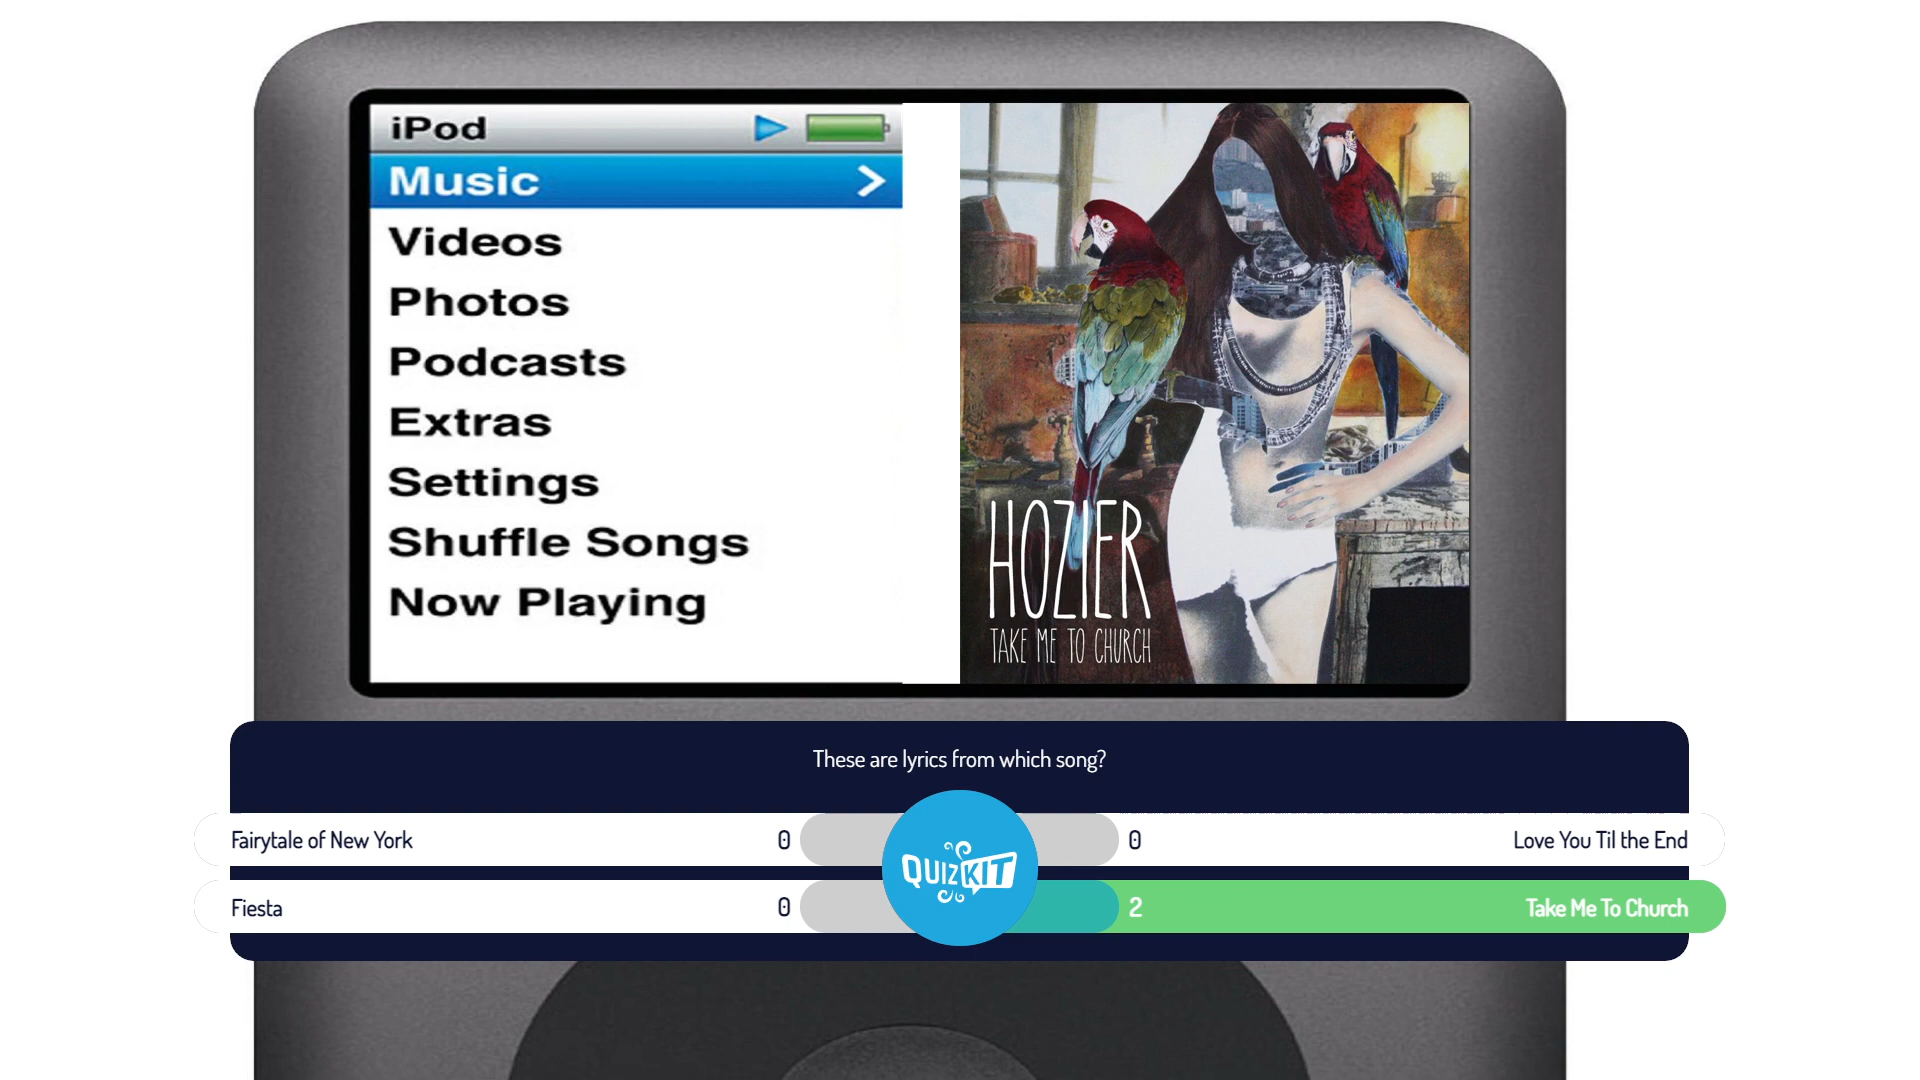 iPod
Music
Videos
Photos
Podcasts
Extras
Settings
Shuffle Songs
Now Playing
HOZIER
TAKE ME TO CHURCH
These are lyrics from which song?
Fairytale of New York 0
0 Love You Til the End
QUIZKIT
Fiesta 0
2 Take Me To Church